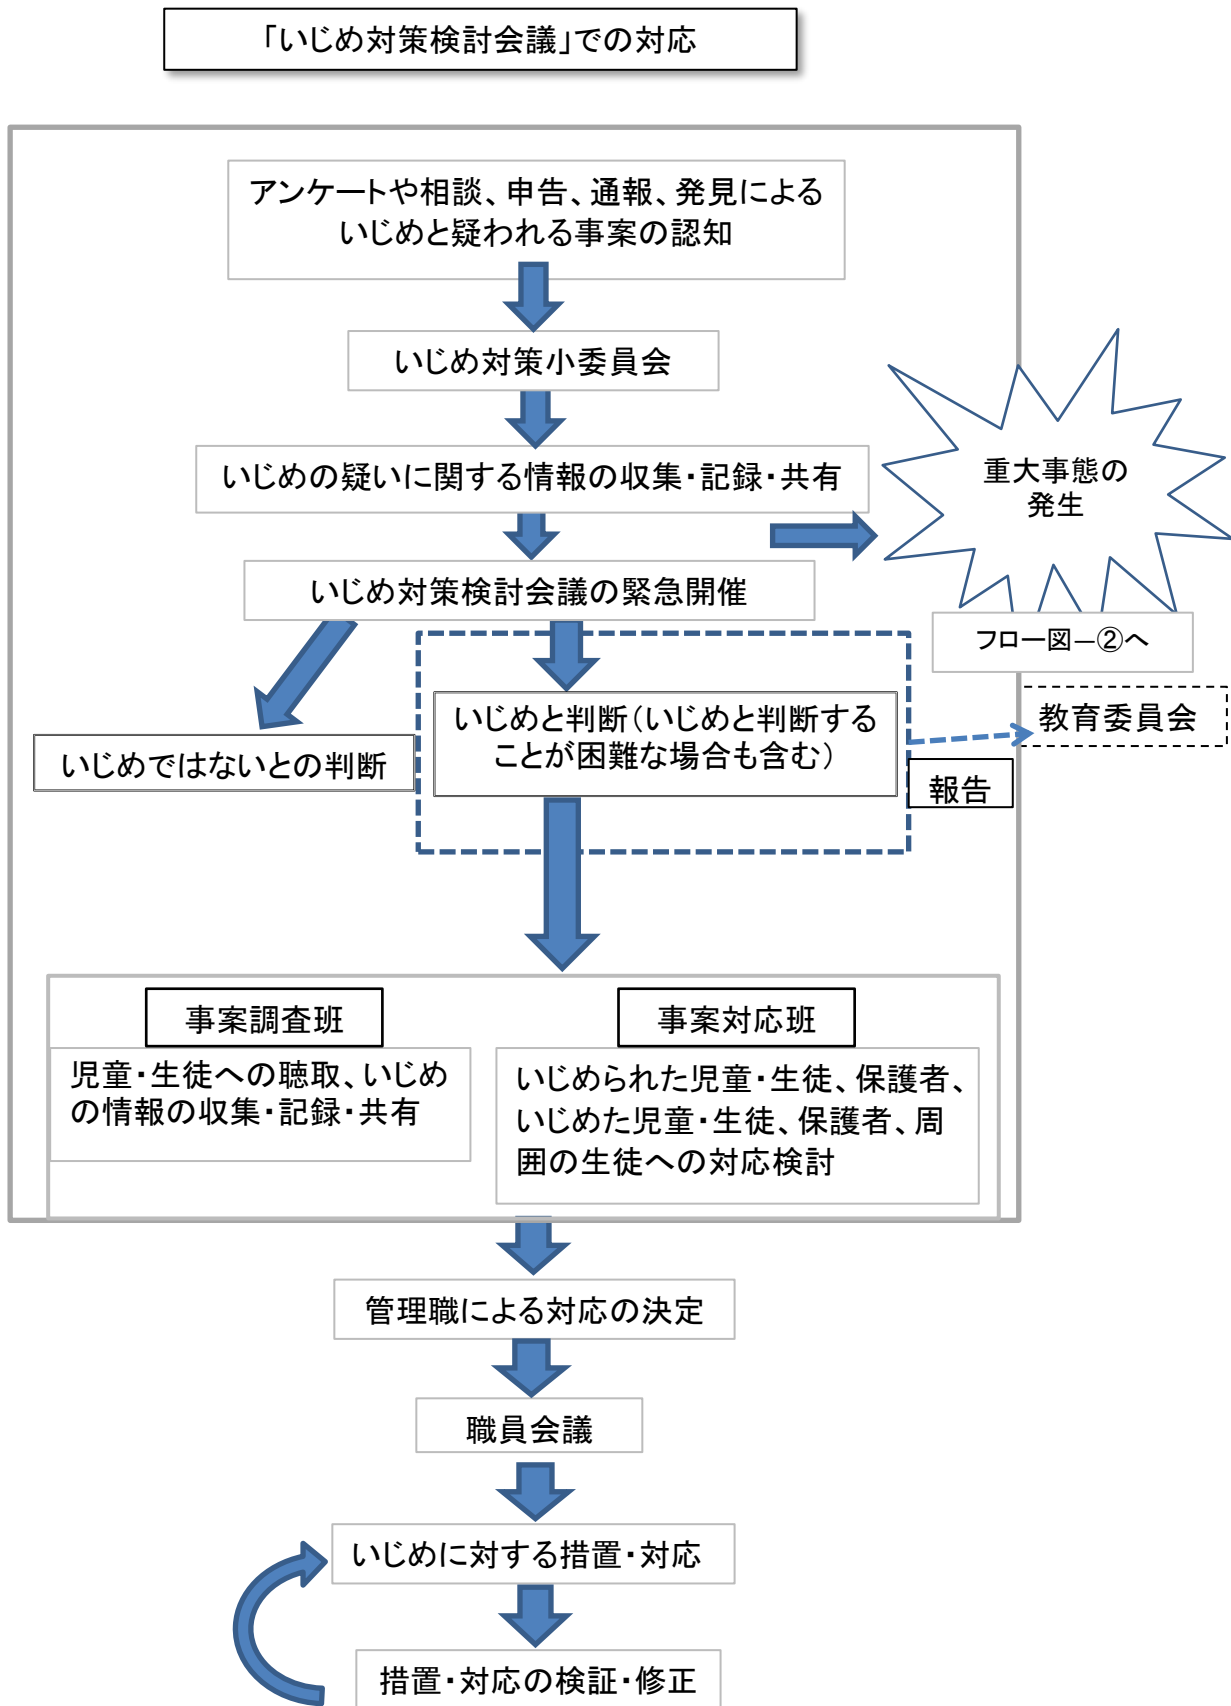 「いじめ対策検討会議」での対応
アンケートや相談、申告、通報、発見による
いじめと疑われる事案の認知
いじめ対策小委員会
いじめの疑いに関する情報の収集・記録・共有
重大事態の
発生
いじめ対策検討会議の緊急開催
フロー図―②へ
いじめと判断(いじめと判断する
ことが困難な場合も含む)
教育委員会
いじめではないとの判断
報告
事案調査班
児童・生徒への聴取、いじめ
の情報の収集・記録・共有
事案対応班
いじめられた児童・生徒、保護者、
いじめた児童・生徒、保護者、周
囲の生徒への対応検討
管理職による対応の決定
職員会議
いじめに対する措置・対応
措置・対応の検証・修正